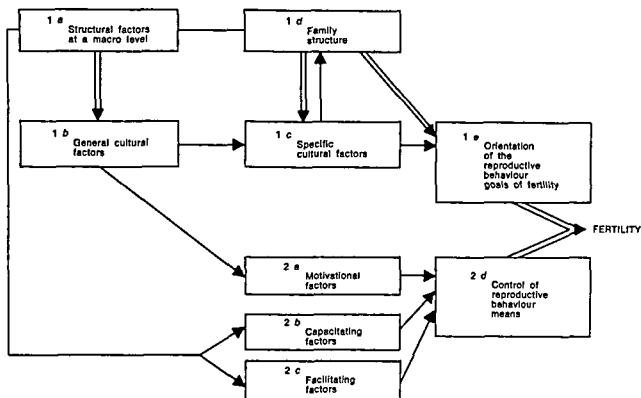 1 a
Structural factors
at a macro level
1 d
Family
structure
1 b
General cultural
factors
1 c
Specific
cultural factors
1 e
Orientation
of the
reproductive
behaviour
goals of fertility
FERTILITY
2 a
Motivational
factors
2 d
Control of
reproductive
behaviour
means
2 b
Capacitating
factors
2 c
Facilitating
factors